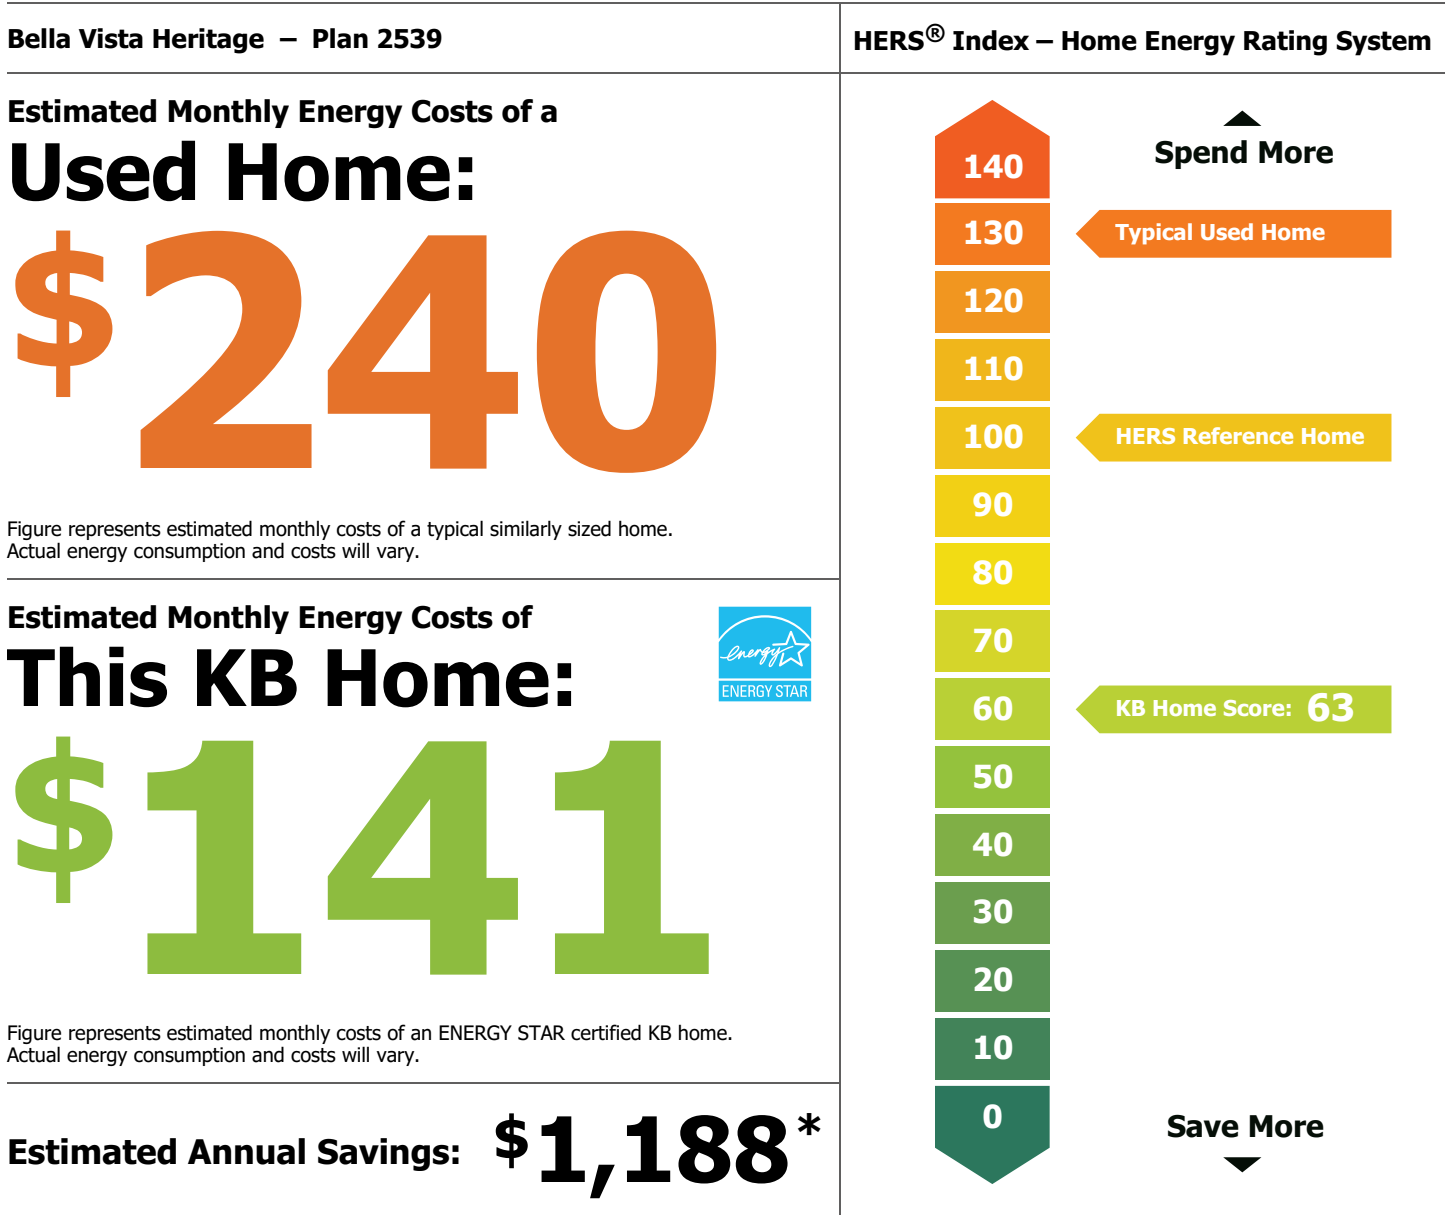 Bella Vista Heritage – Plan 2539
Estimated Monthly Energy Costs of a
Used Home:
$240
Figure represents estimated monthly costs of a typical similarly sized home.
Actual energy consumption and costs will vary.
Estimated Monthly Energy Costs of
This KB Home:
energy
ENERGY STAR
$141
Figure represents estimated monthly costs of an ENERGY STAR certified KB home.
Actual energy consumption and costs will vary.
Estimated Annual Savings: $1,188*
HERS® Index – Home Energy Rating System
Spend More
140
130
Typical Used Home
120
110
100
HERS Reference Home
90
80
70
60
KB Home Score: 63
50
40
30
20
10
0
Save More